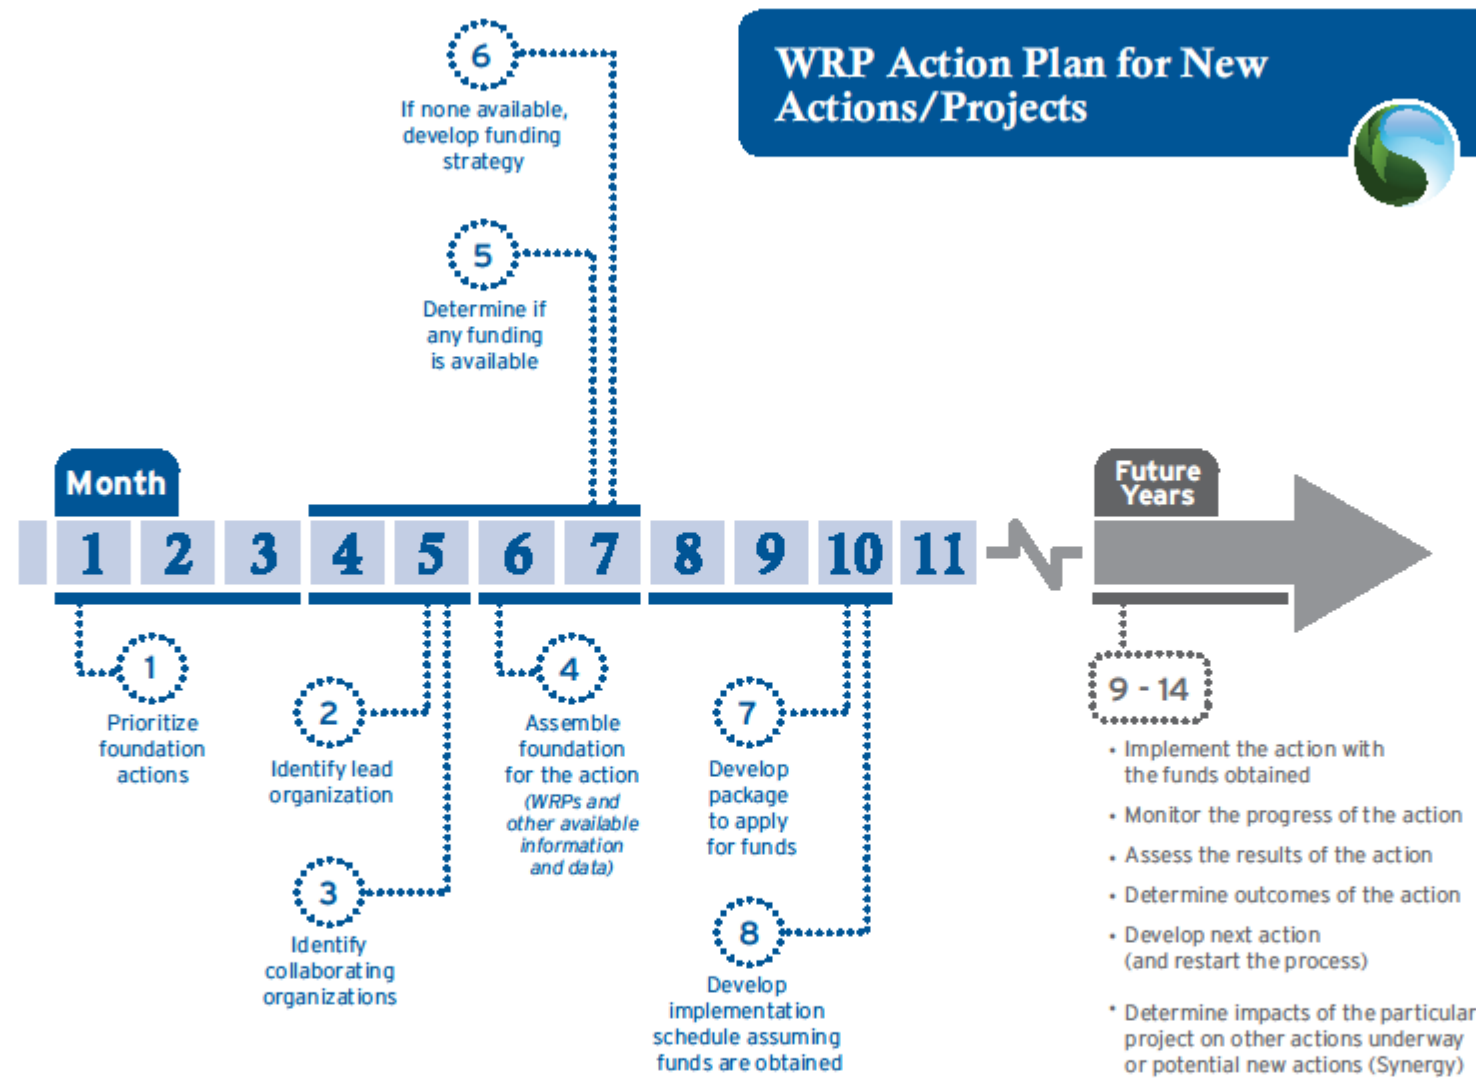 WRP Action Plan for New
Actions/Projects
6
If none available,
develop funding
strategy
5
Determine if
any funding
is available
Month
Future
Years
1 2 3 4 5 6 7 8 9 10 11
1
Prioritize
foundation
actions
2
Identify lead
organization
3
Identify
collaborating
organizations
4
Assemble
foundation
for the action
(WRPs and
other available
information
and data)
7
Develop
package
to apply
for funds
8
Develop
implementation
schedule assuming
funds are obtained
9 - 14
• Implement the action with
the funds obtained
• Monitor the progress of the action
• Assess the results of the action
• Determine outcomes of the action
• Develop next action
(and restart the process)
• Determine impacts of the particular
project on other actions underway
or potential new actions (Synergy)